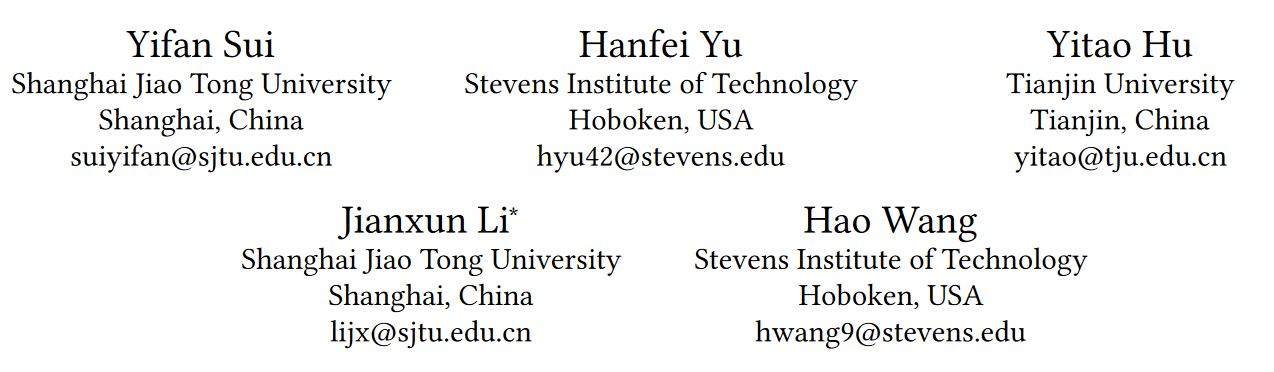 Yifan Sui
Shanghai Jiao Tong University
Shanghai, China
suiyifan@sjtu.edu.cn
Hanfei Yu
Stevens Institute of Technology
Hoboken, USA
hyu42@stevens.edu
Yitao Hu
Tianjin University
Tianjin, China
yitao@tju.edu.cn
Jianxun Li*
Shanghai Jiao Tong University
Shanghai, China
lijx@sjtu.edu.cn
Hao Wang
Stevens Institute of Technology
Hoboken, USA
hwang9@stevens.edu